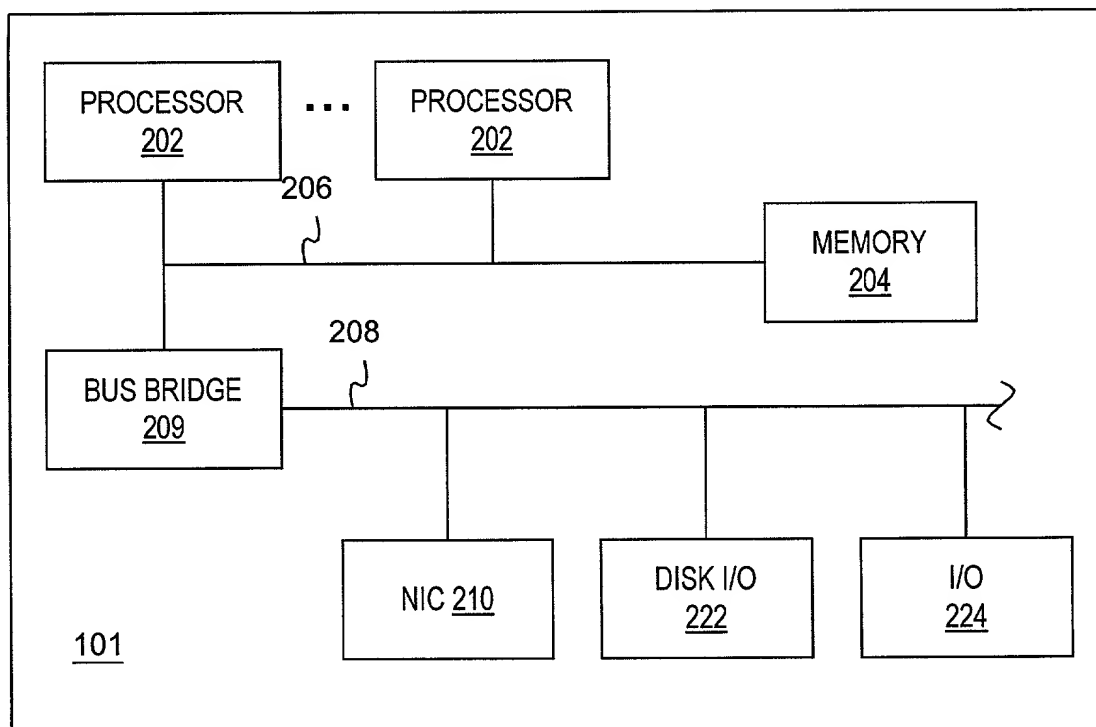 PROCESSOR
202
...
PROCESSOR
202
206
MEMORY
204
208
BUS BRIDGE
209
NIC 210
DISK I/O
222
I/O
224
101